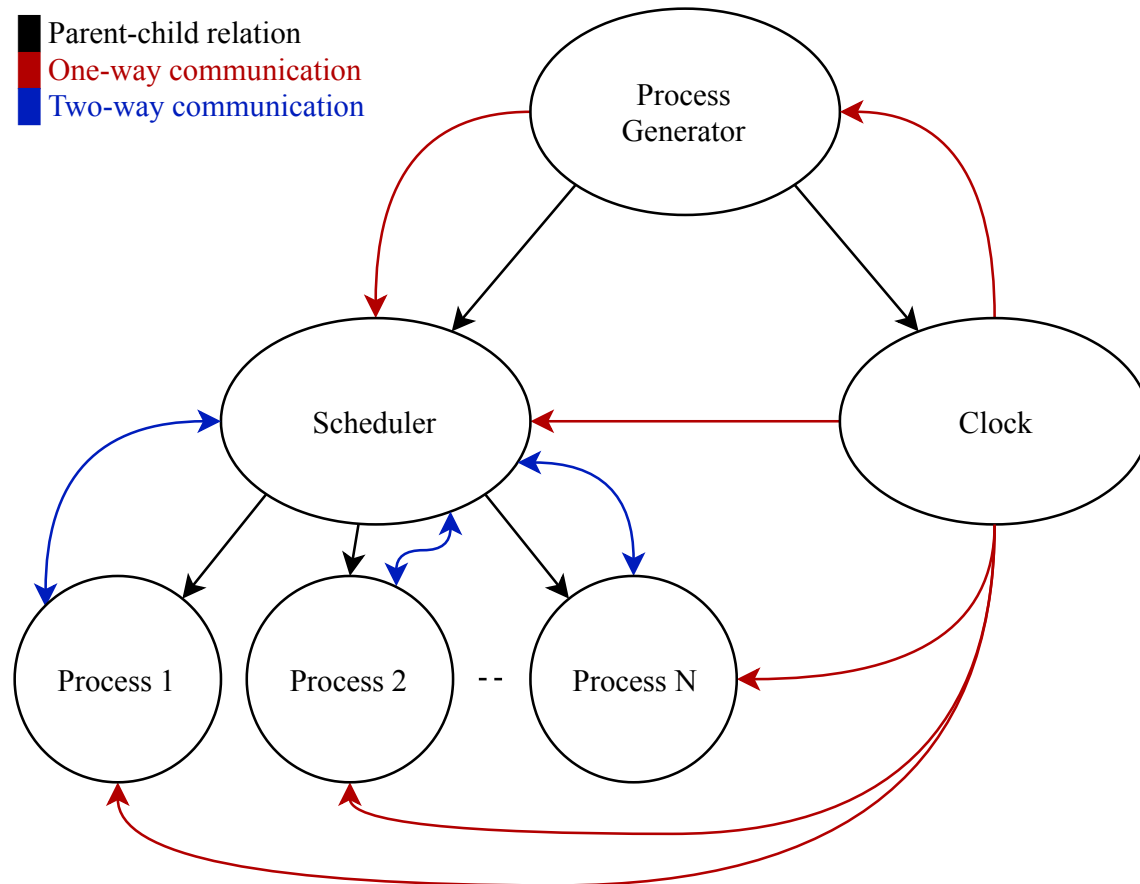 Parent-child relation
One-way communication
Two-way communication
Process
Generator
Scheduler
Clock
Process 1
Process 2
--
Process N